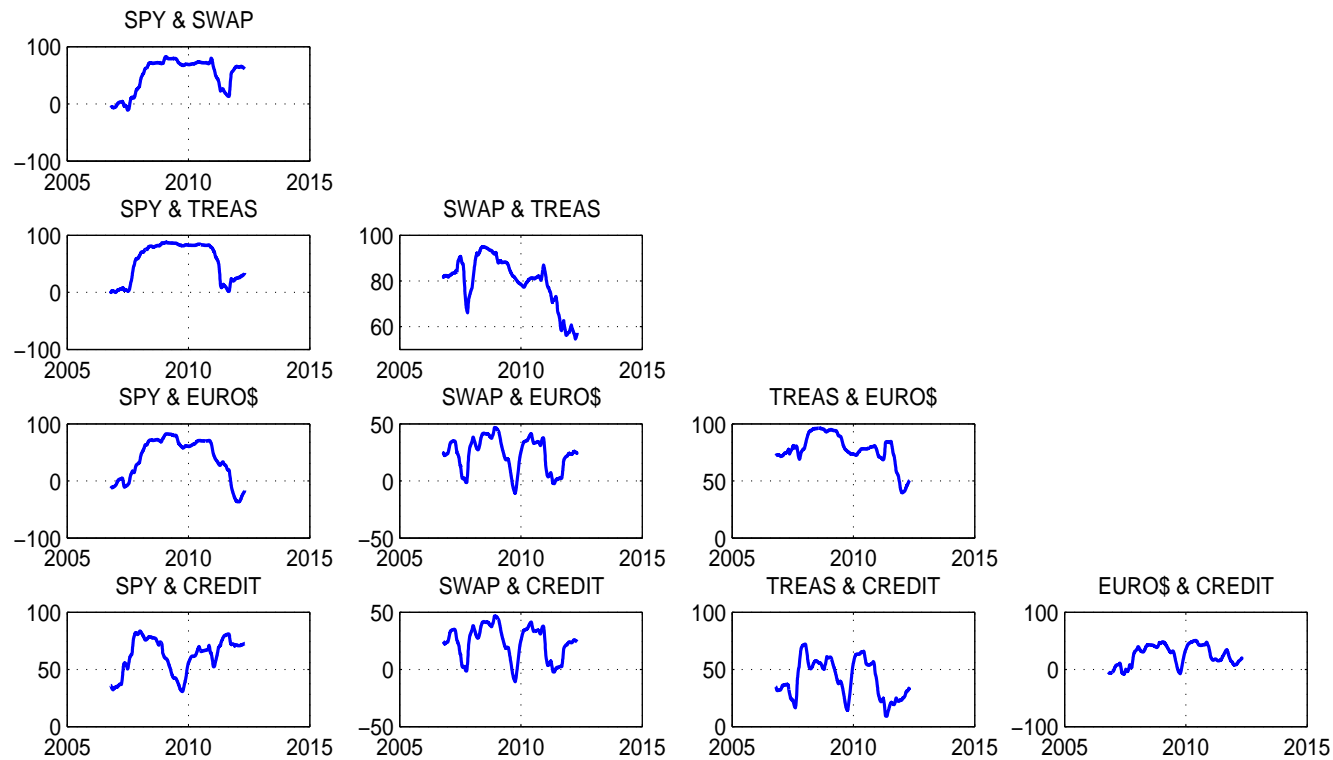 SPY & SWAP
100
0
−100
2005 2010 2015
SPY & TREAS
100
0
−100
2005 2010 2015
SWAP & TREAS
100
80
60
2005 2010 2015
SPY & EURO$
100
0
−100
2005 2010 2015
SWAP & EURO$
50
0
−50
2005 2010 2015
TREAS & EURO$
100
50
0
2005 2010 2015
SPY & CREDIT
100
50
0
2005 2010 2015
SWAP & CREDIT
50
0
−50
2005 2010 2015
TREAS & CREDIT
100
50
0
2005 2010 2015
EURO$ & CREDIT
100
0
−100
2005 2010 2015